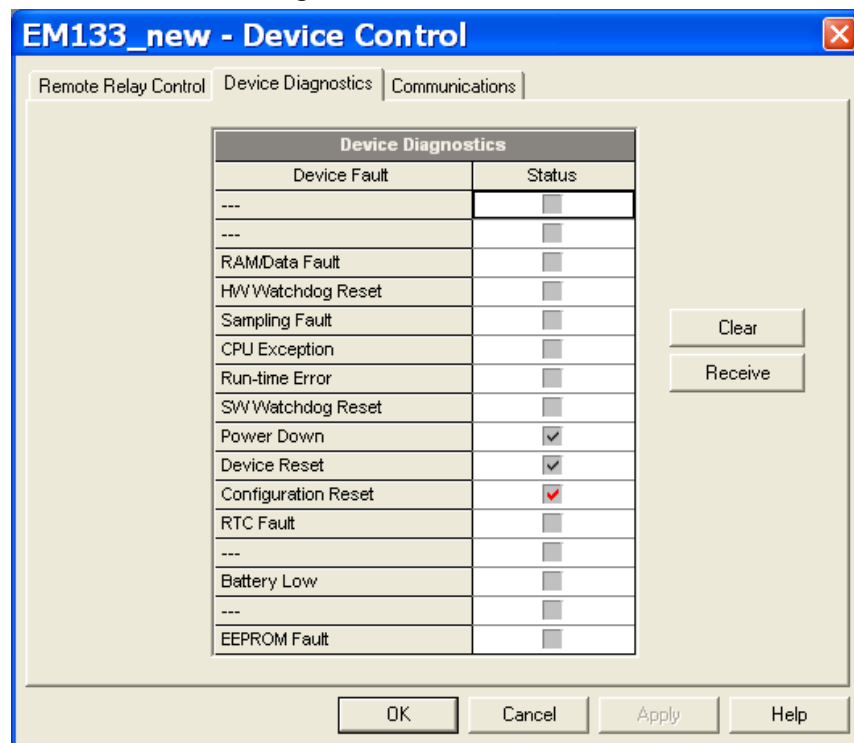 EM133_new - Device Control
Remote Relay Control Device Diagnostics Communications
Device Diagnostics
Device Fault Status
---
---
RAM/Data Fault
HW Watchdog Reset
Sampling Fault
Clear
CPU Exception
Run-time Error
Receive
SW Watchdog Reset
Power Down
Device Reset
Configuration Reset
RTC Fault
---
Battery Low
---
EEPROM Fault
OK Cancel Apply Help